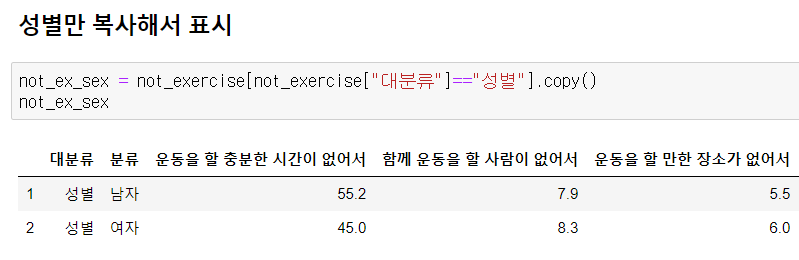 성별만 복사해서 표시
not_ex_sex = not_exercise[not_exercise["대분류"]=="성별"].copy()
not_ex_sex
대분류 분류 운동을 할 충분한 시간이 없어서 함께 운동을 할 사람이 없어서 운동을 할 만한 장소가 없어서
1 성별 남자 55.2 7.9 5.5
2 성별 여자 45.0 8.3 6.0